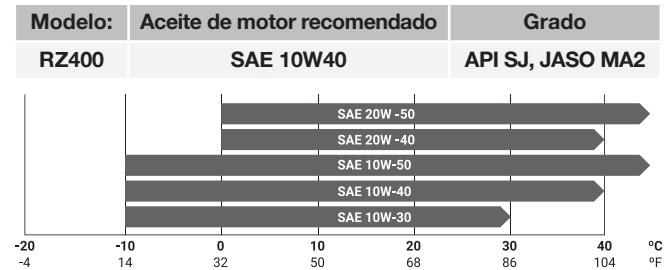 Modelo: Aceite de motor recomendado Grado
RZ400 SAE 10W40 API SJ, JASO MA2
SAE 20W -50
SAE 20W -40
SAE 10W-50
SAE 10W-40
SAE 10W-30
-20 -10 0 10 20 30 40 ºC
-4 14 32 50 68 86 104 ºF